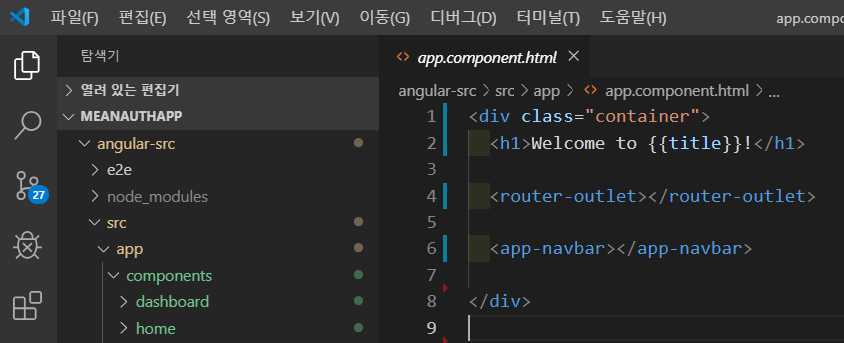 파일(F) 편집(E) 선택 영역(S) 보기(V) 이동(G) 디버그(D) 터미널(T) 도움말(H) app.compo
탐색기
열려 있는 편집기
MEANAUTHAPP
angular-src
e2e
node_modules
src
app
components
dashboard
home
27
app.component.html
angular-src > src > app > app.component.html > ...
1 <div class="container">
2 <h1>Welcome to {{title}}!</h1>
3
4 <router-outlet></router-outlet>
5
6 <app-navbar></app-navbar>
7
8 </div>
9